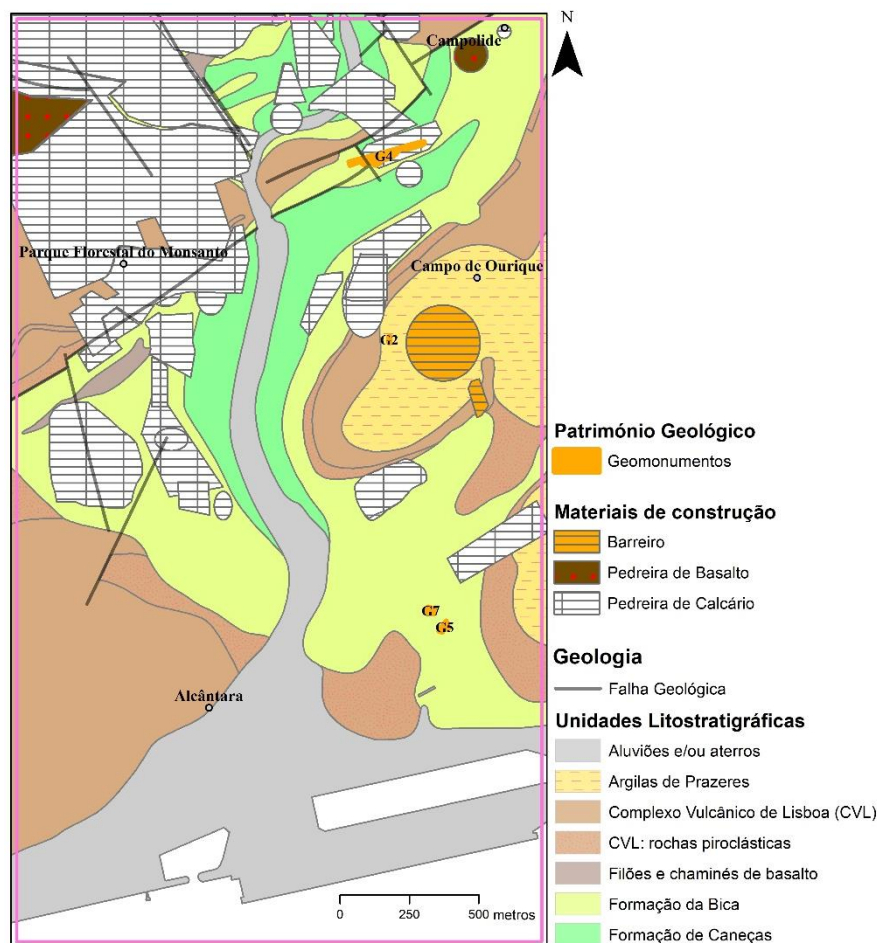 N
Campolide
G4
Parque Florestal do Monsanto
Campo de Ourique
G2
G7
G5
Alcântara
0 250 500 metros
Património Geológico
Geomonumentos
Materiais de construção
Barreiro
Pedreira de Basalto
Pedreira de Calcário
Geologia
Falha Geológica
Unidades Litostratigráficas
Aluviões e/ou aterros
Argilas de Prazeres
Complexo Vulcânico de Lisboa (CVL)
CVL: rochas piroclásticas
Filões e chaminés de basalto
Formação da Bica
Formação de Caneças